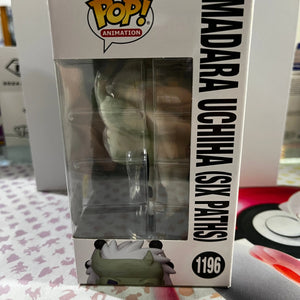 POP!
ANIMATION
MADARA UCHIHA (SIX PATHS)
1196